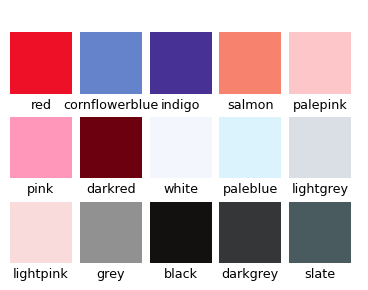 red cornflowerblue indigo salmon palepink
pink darkred white paleblue lightgrey
lightpink grey black darkgrey slate